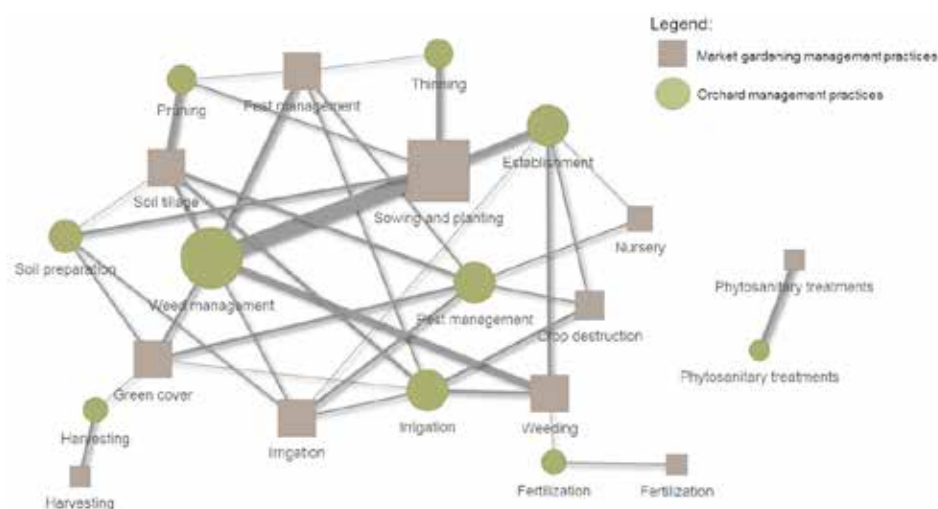 Legend:
Market gardening management practices
Orchard management practices
Thinning
Pest management
Pruning
Establishment
Soil tillage
Sowing and planting
Nursery
Soil preparation
Phytosanitary treatments
Weed management
Pest management
Crop destruction
Phytosanitary treatments
Green cover
Irrigation
Weeding
Harvesting
Irrigation
Fertilization
Fertilization
Harvesting